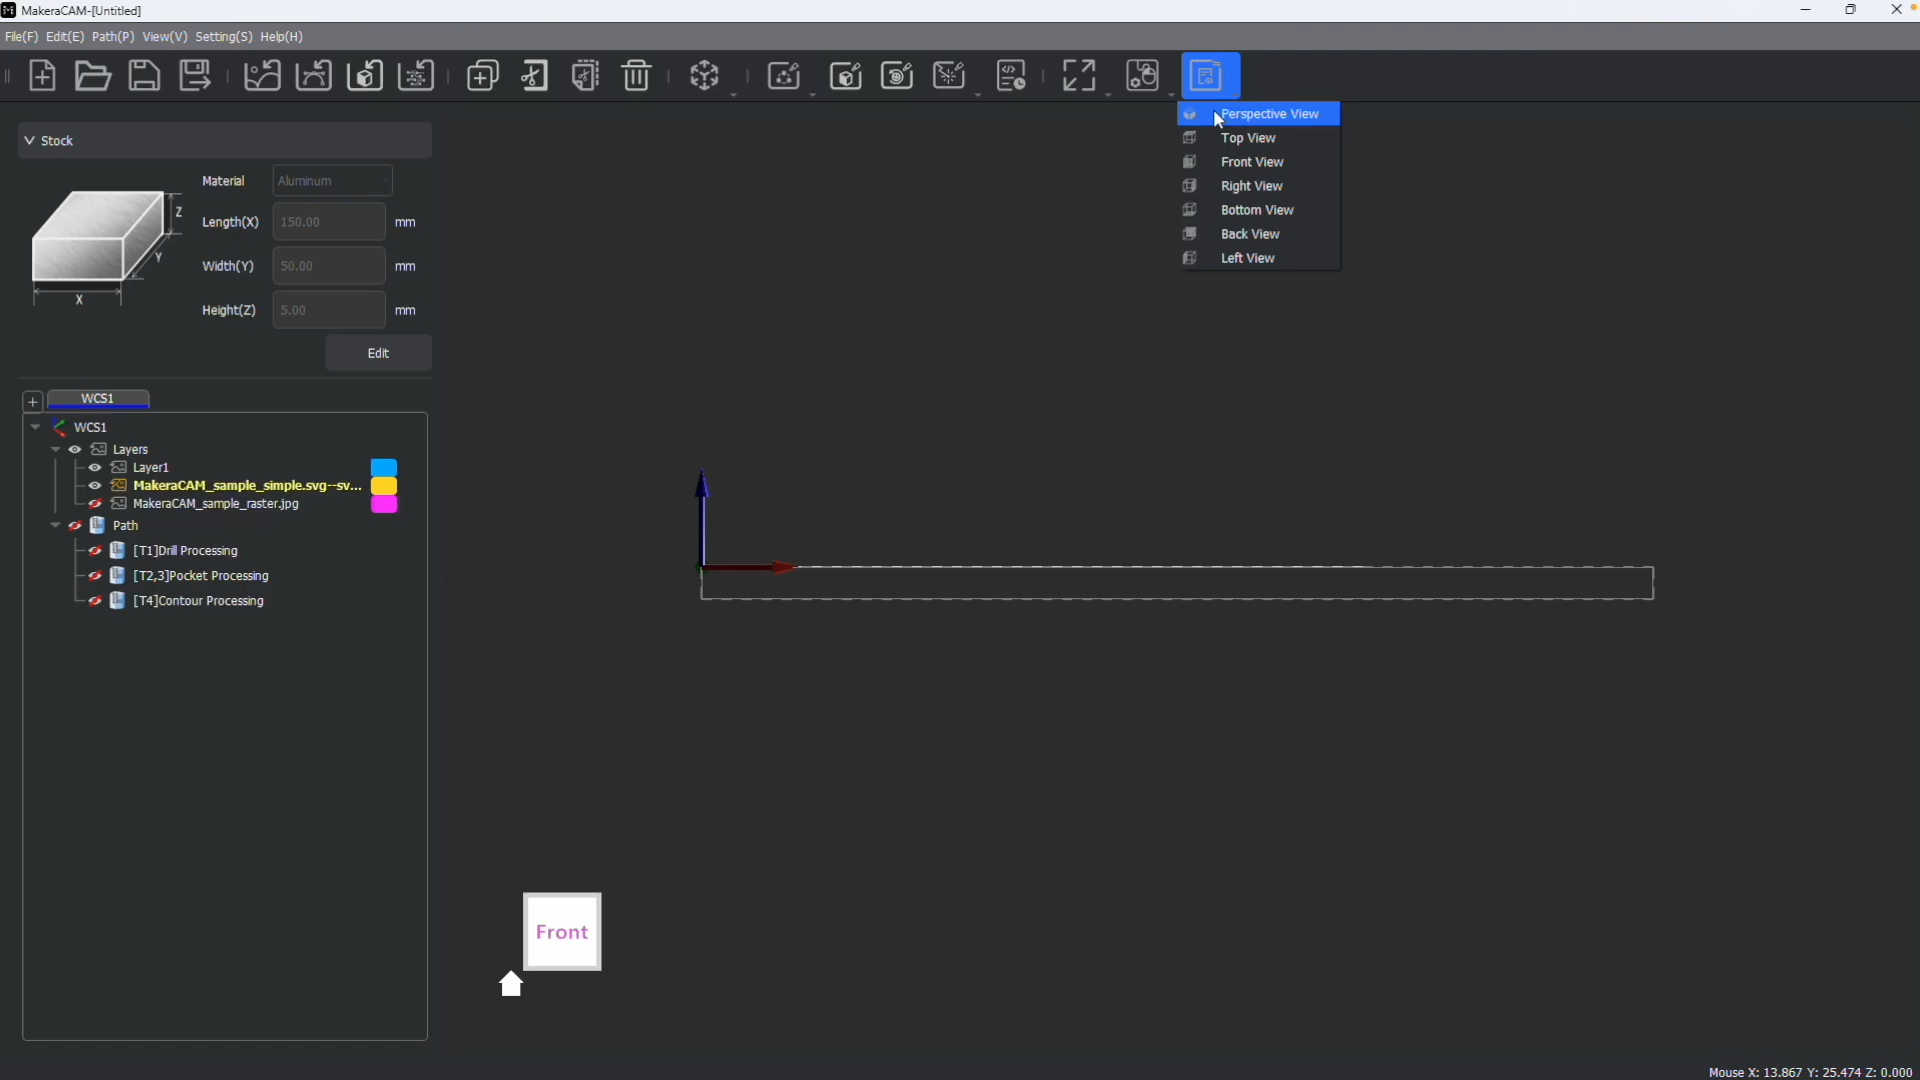 MakeraCAM-[Untitled]
File(F) Edit(E) Path(P) View(V) Setting(S) Help(H)
Perspective View
Top View
Front View
Right View
Bottom View
Back View
Left View
Stock
Material
Aluminum
Length(X)
150.00
mm
Width(Y)
50.00
mm
Height(Z)
5.00
mm
Z
Y
X
Edit
+ WCS1
WCS1
Layers
Layer1
MakeraCAM_sample_simple.svg--sv...
MakeraCAM_sample_raster.jpg
Path
[T1]Drill Processing
[T2,3]Pocket Processing
[T4]Contour Processing
Front
Mouse X: 13.867 Y: 25.474 Z: 0.000